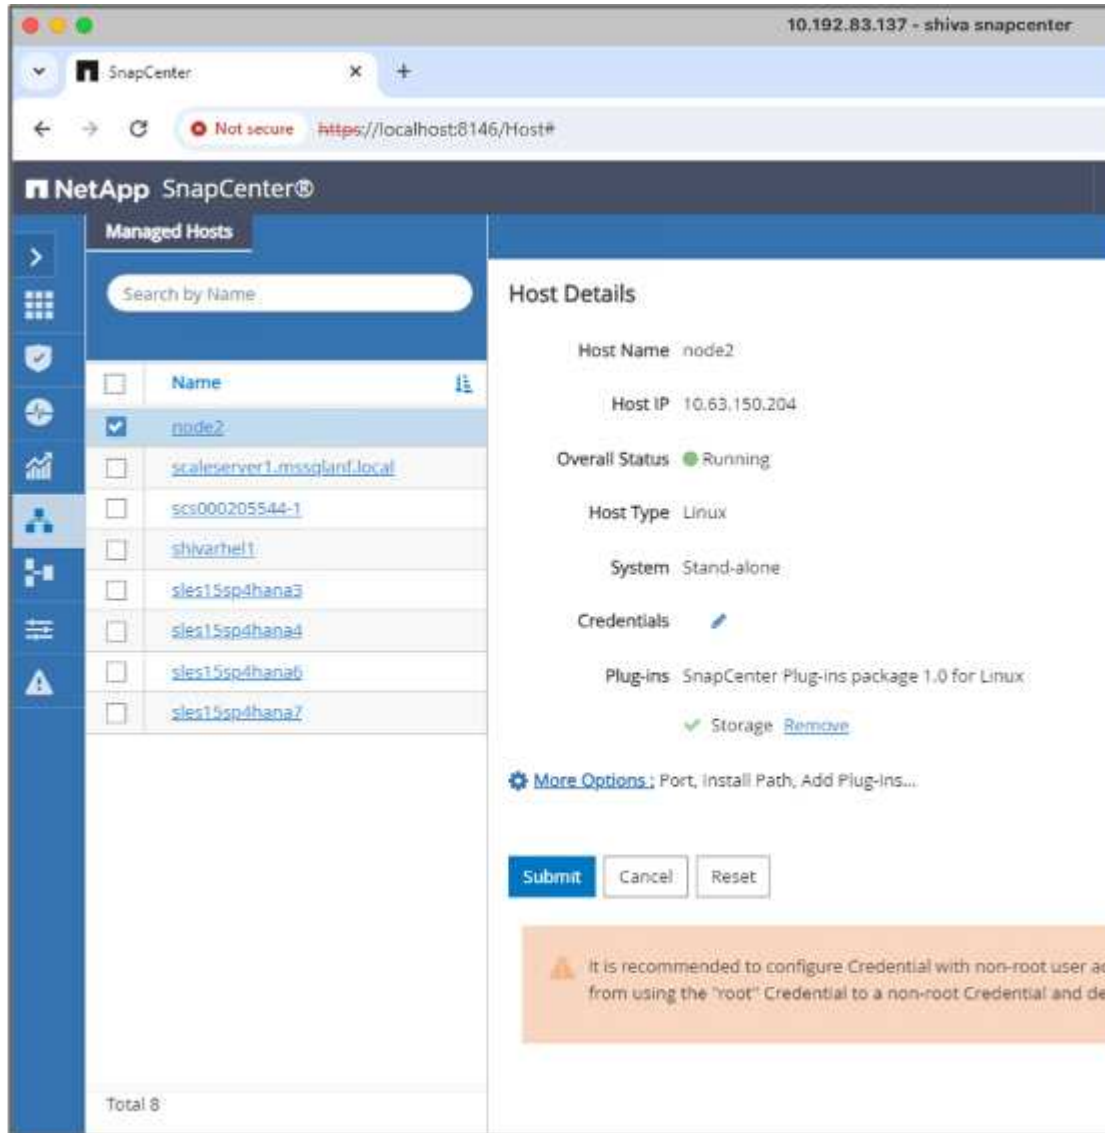 10.192.83.137 - shiva snapcenter
SnapCenter
Not secure https://localhost:8146/Host#
NetApp SnapCenter®
Managed Hosts
Search by Name
Name
node2
scaleserver1.mssqlanf.local
scs000205544-1
shivarhel1
sles15sp4hana3
sles15sp4hana4
sles15sp4hana6
sles15sp4hana7
Total 8
Host Details
Host Name node2
Host IP 10.63.150.204
Overall Status Running
Host Type Linux
System Stand-alone
Credentials
Plug-ins SnapCenter Plug-ins package 1.0 for Linux
Storage Remove
More Options : Port, Install Path, Add Plug-Ins...
Submit Cancel Reset
It is recommended to configure Credential with non-root user ac
from using the "root" Credential to a non-root Credential and de